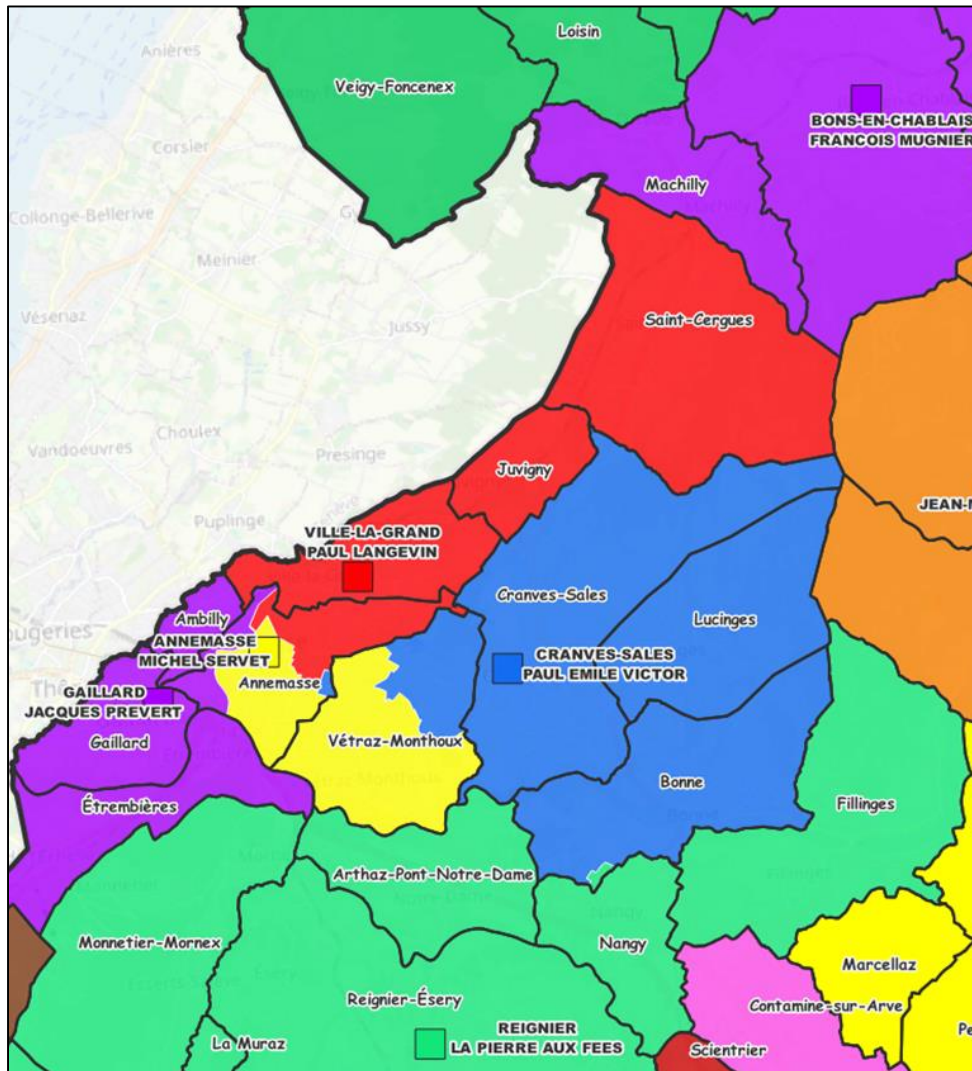 Anières
Loisin
Veigy-Foncenex
BONS-EN-CHABLAIS
FRANCOIS MUGNIER
Corsier
Machilly
Collonge-Bellerive
Meinier
Vésenaz
Jussy
Saint-Cergues
Choulex
Vandoeuvres
Presinge
Juvigny
JEAN-
Puplinge
VILLE-LA-GRAND
PAUL LANGEVIN
Cranves-Sales
Ambilly
Lucinges
ANNEMASSE
MICHEL SERVET
CRANVES-SALES
PAUL EMILE VICTOR
Annemasse
GAILLARD
JACQUES PREVERT
Gaillard
Vétraz-Monthoux
Bonne
Étrembières
Fillinges
Arthaz-Pont-Notre-Dame
Monnetier-Mornex
Nangy
Marcellaz
Reignier-Ésery
Contamine-sur-Arve
REIGNIER
LA PIERRE AUX FEES
La Muraz
Scientrier
Pe